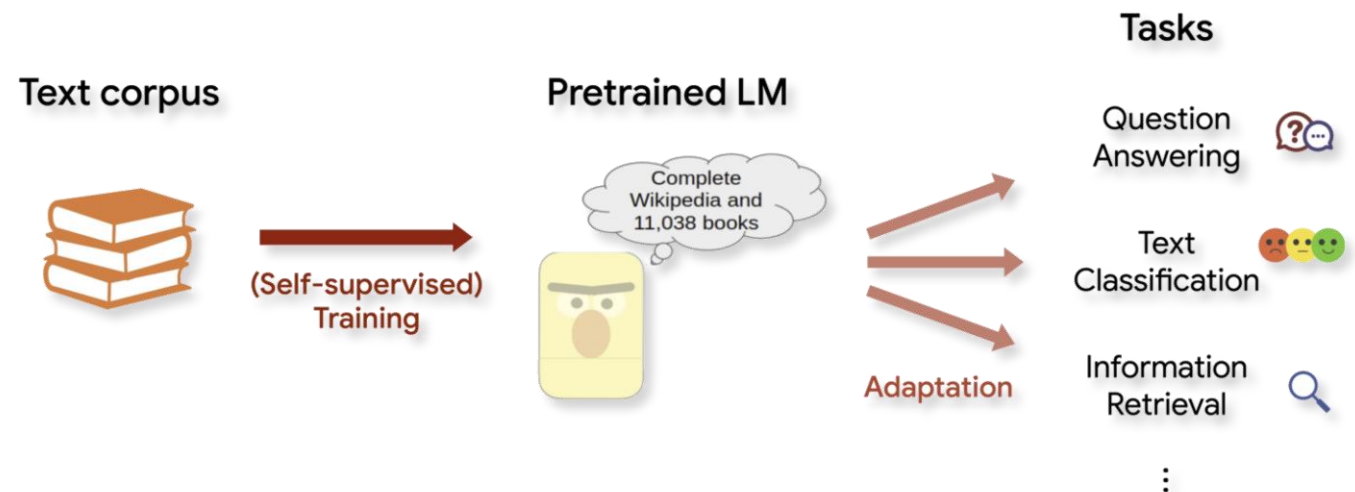 Text corpus
(Self-supervised)
Training
Pretrained LM
Complete
Wikipedia and
11,038 books
Adaptation
Tasks
Question
Answering
?
...
Text
Classification
Information
Retrieval
⋮